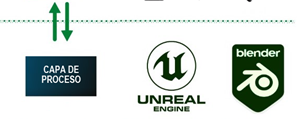 CAPA DE
PROCESO
UNREAL
ENGINE
blender